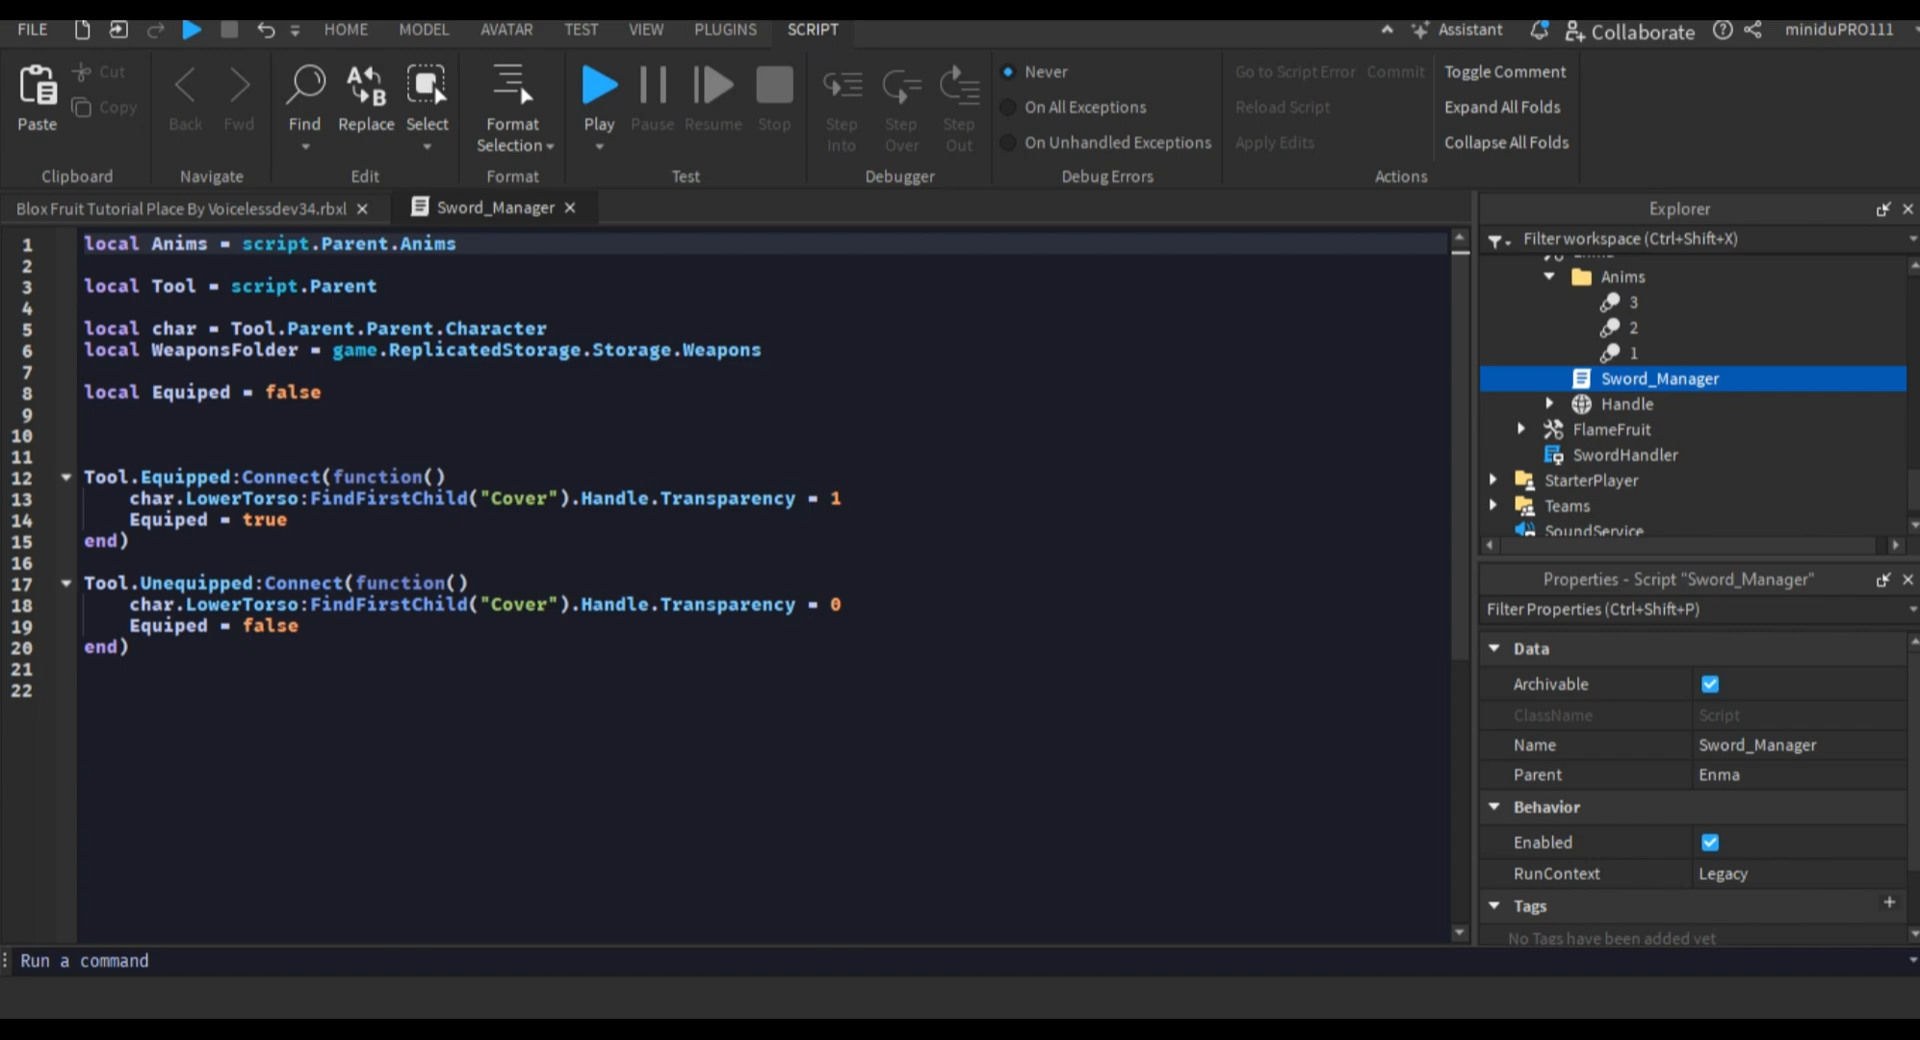 FILE HOME MODEL AVATAR TEST VIEW PLUGINS SCRIPT Assistant Collaborate miniduPRO111
Paste Cut Copy
Clipboard
Back Fwd
Navigate
Find Replace Select
Edit
Format Selection
Format
Play Pause Resume Stop
Test
Step Into Step Over Step Out
Debugger
Never
On All Exceptions
On Unhandled Exceptions
Debug Errors
Go to Script Error Commit
Reload Script
Apply Edits
Toggle Comment
Expand All Folds
Collapse All Folds
Actions
Blox Fruit Tutorial Place By Voicelessdev34.rbxl Sword_Manager
1 local Anims = script.Parent.Anims
2
3 local Tool = script.Parent
4
5 local char = Tool.Parent.Parent.Character
6 local WeaponsFolder = game.ReplicatedStorage.Storage.Weapons
7
8 local Equiped = false
9
10
11
12 Tool.Equipped:Connect(function()
13 char.LowerTorso:FindFirstChild("Cover").Handle.Transparency = 1
14 Equiped = true
15 end)
16
17 Tool.Unequipped:Connect(function()
18 char.LowerTorso:FindFirstChild("Cover").Handle.Transparency = 0
19 Equiped = false
20 end)
21
22
Explorer
Filter workspace (Ctrl+Shift+X)
Anims
3
2
1
Sword_Manager
Handle
FlameFruit
SwordHandler
StarterPlayer
Teams
SoundService
Properties - Script "Sword_Manager"
Filter Properties (Ctrl+Shift+P)
Data
Archivable
ClassName Script
Name Sword_Manager
Parent Enma
Behavior
Enabled
RunContext Legacy
Tags +
No Tags have been added yet
Run a command